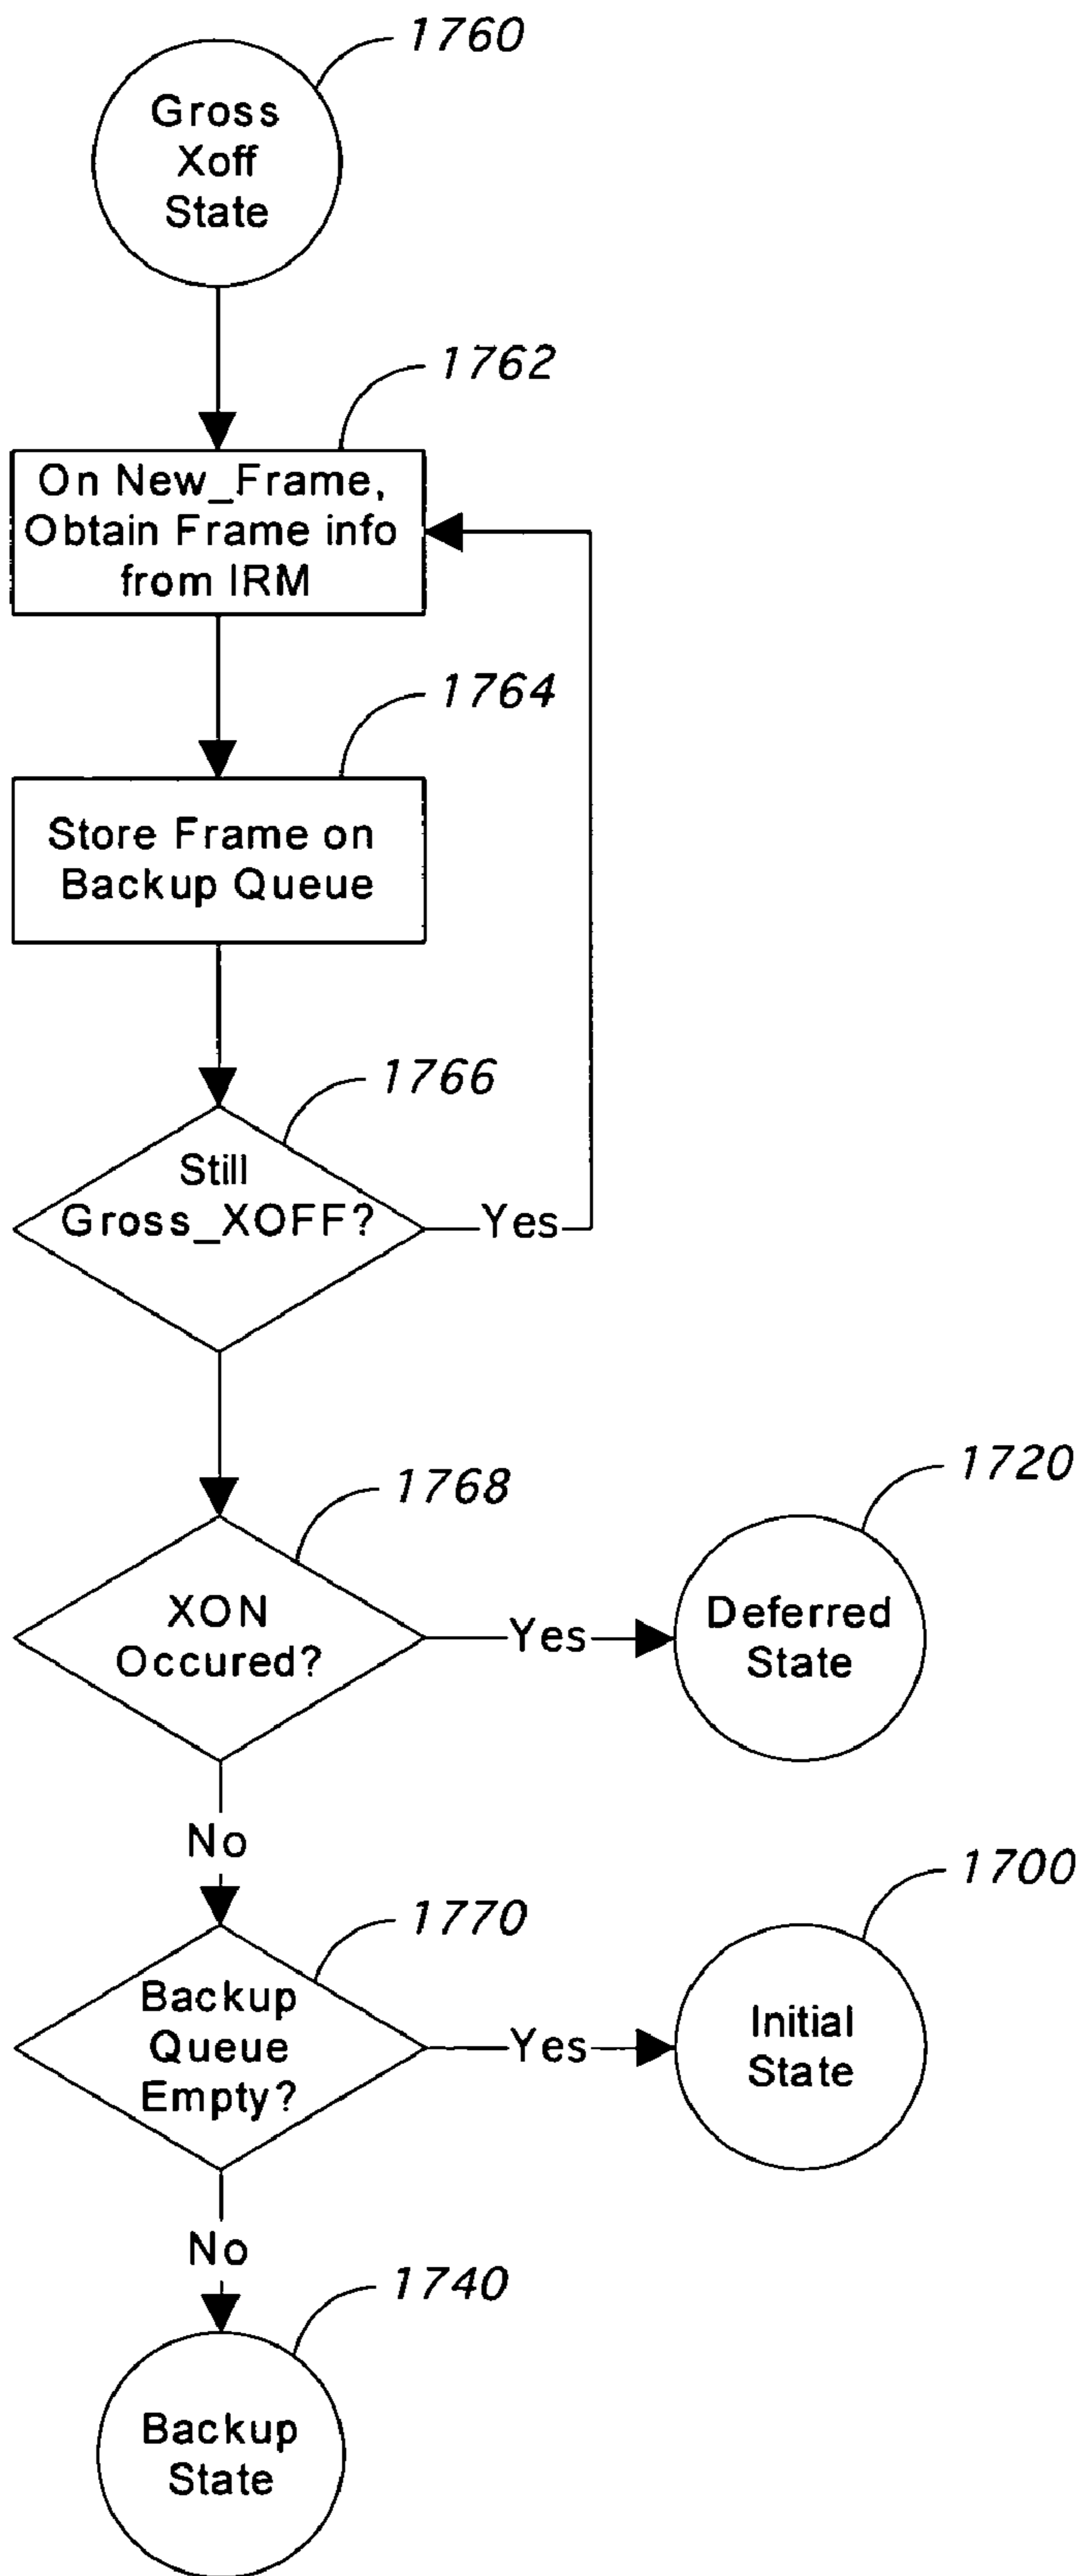 1760
Gross
Xoff
State
1762
On New_Frame,
Obtain Frame info
from IRM
1764
Store Frame on
Backup Queue
1766
Still
Gross_XOFF?
Yes
1768
XON
Occured?
Yes
1720
Deferred
State
No
1770
Backup
Queue
Empty?
Yes
1700
Initial
State
No
1740
Backup
State